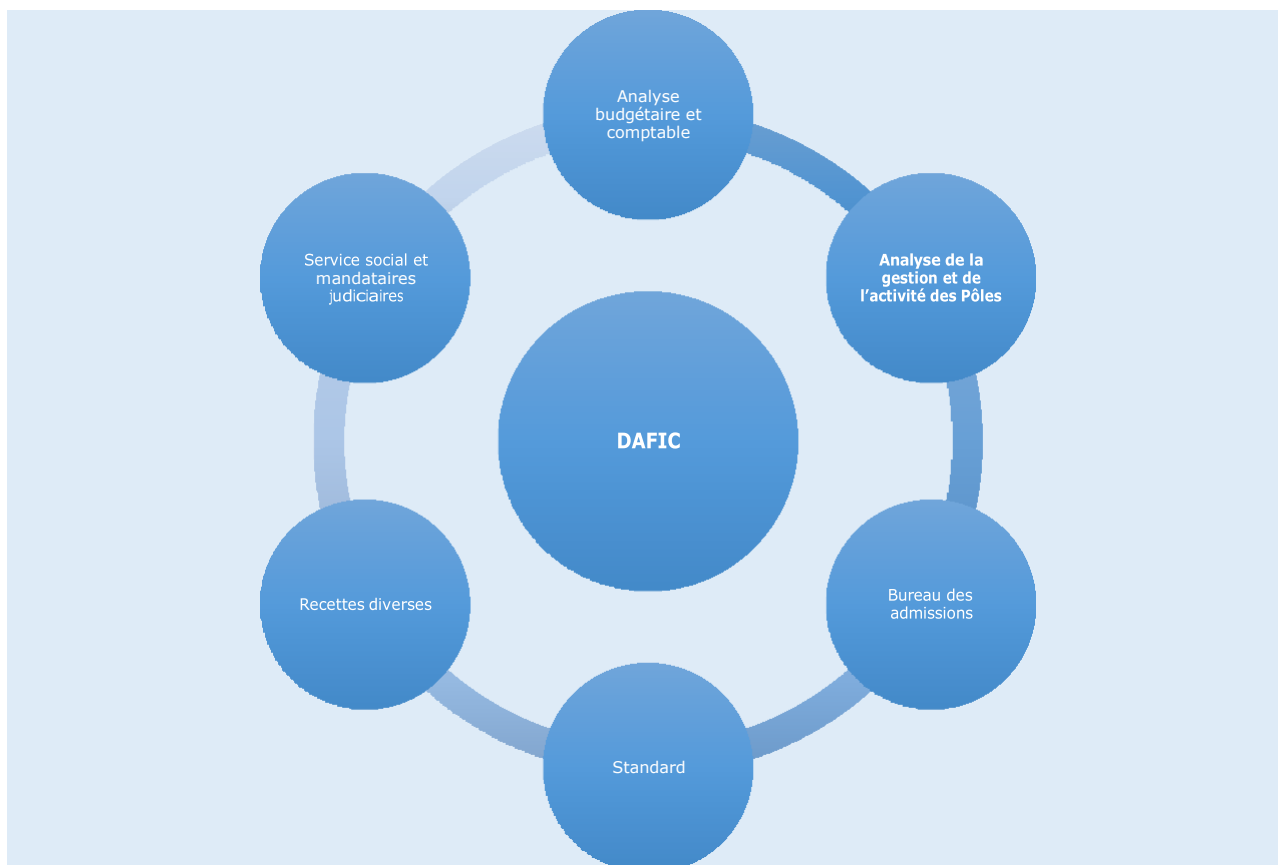 Analyse
budgétaire et
comptable
Analyse de la
gestion et de
l’activité des Pôles
Bureau des
admissions
Standard
Recettes diverses
Service social et
mandataires
judiciaires
DAFIC